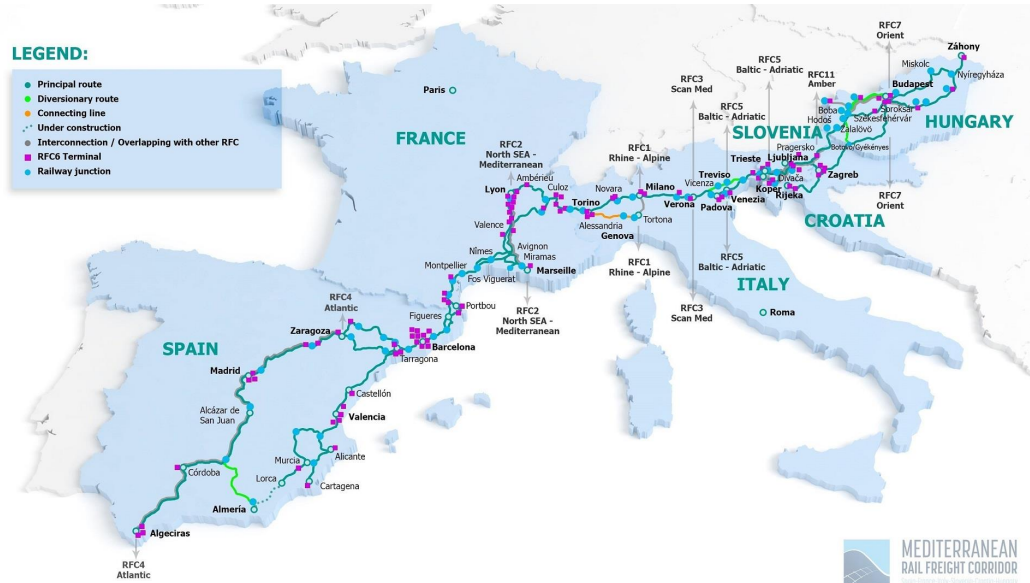 LEGEND:
Principal route
Diversionary route
Connecting line
Under construction
Interconnection / Overlapping with other RFC
RFC6 Terminal
Railway junction
Paris
FRANCE
RFC2
North SEA -
Mediterranean
Ambérieu
Lyon
Culoz
Valence
Avignon
Miramas
Nîmes
Montpellier
Fos Viguerat
Marseille
RFC2
North SEA -
Mediterranean
Portbou
Figueres
RFC4
Atlantic
Zaragoza
SPAIN
Barcelona
Tarragona
Madrid
Castellón
Valencia
Alcázar de
San Juan
Alicante
Murcia
Cartagena
Lorca
Córdoba
Almería
Algeciras
RFC4
Atlantic
RFC1
Rhine - Alpine
Torino
Novara
Milano
Alessandria
Tortona
Genova
RFC1
Rhine - Alpine
RFC3
Scan Med
Verona
Vicenza
RFC3
Scan Med
RFC5
Baltic - Adriatic
Treviso
Padova
Venezia
RFC5
Baltic - Adriatic
ITALY
Roma
RFC5
Baltic - Adriatic
SLOVENIA
Trieste
Ljubljana
Pragersko
Divača
Koper
Rijeka
Zagreb
CROATIA
RFC7
Orient
RFC11
Amber
Boba
Hodoš
Zalalövö
Székesfehérvár
Soroksár
Botovo/Gyékényes
HUNGARY
Budapest
RFC7
Orient
Miskolc
Nyíregyháza
Záhony
MEDITERRANEAN
RAIL FREIGHT CORRIDOR